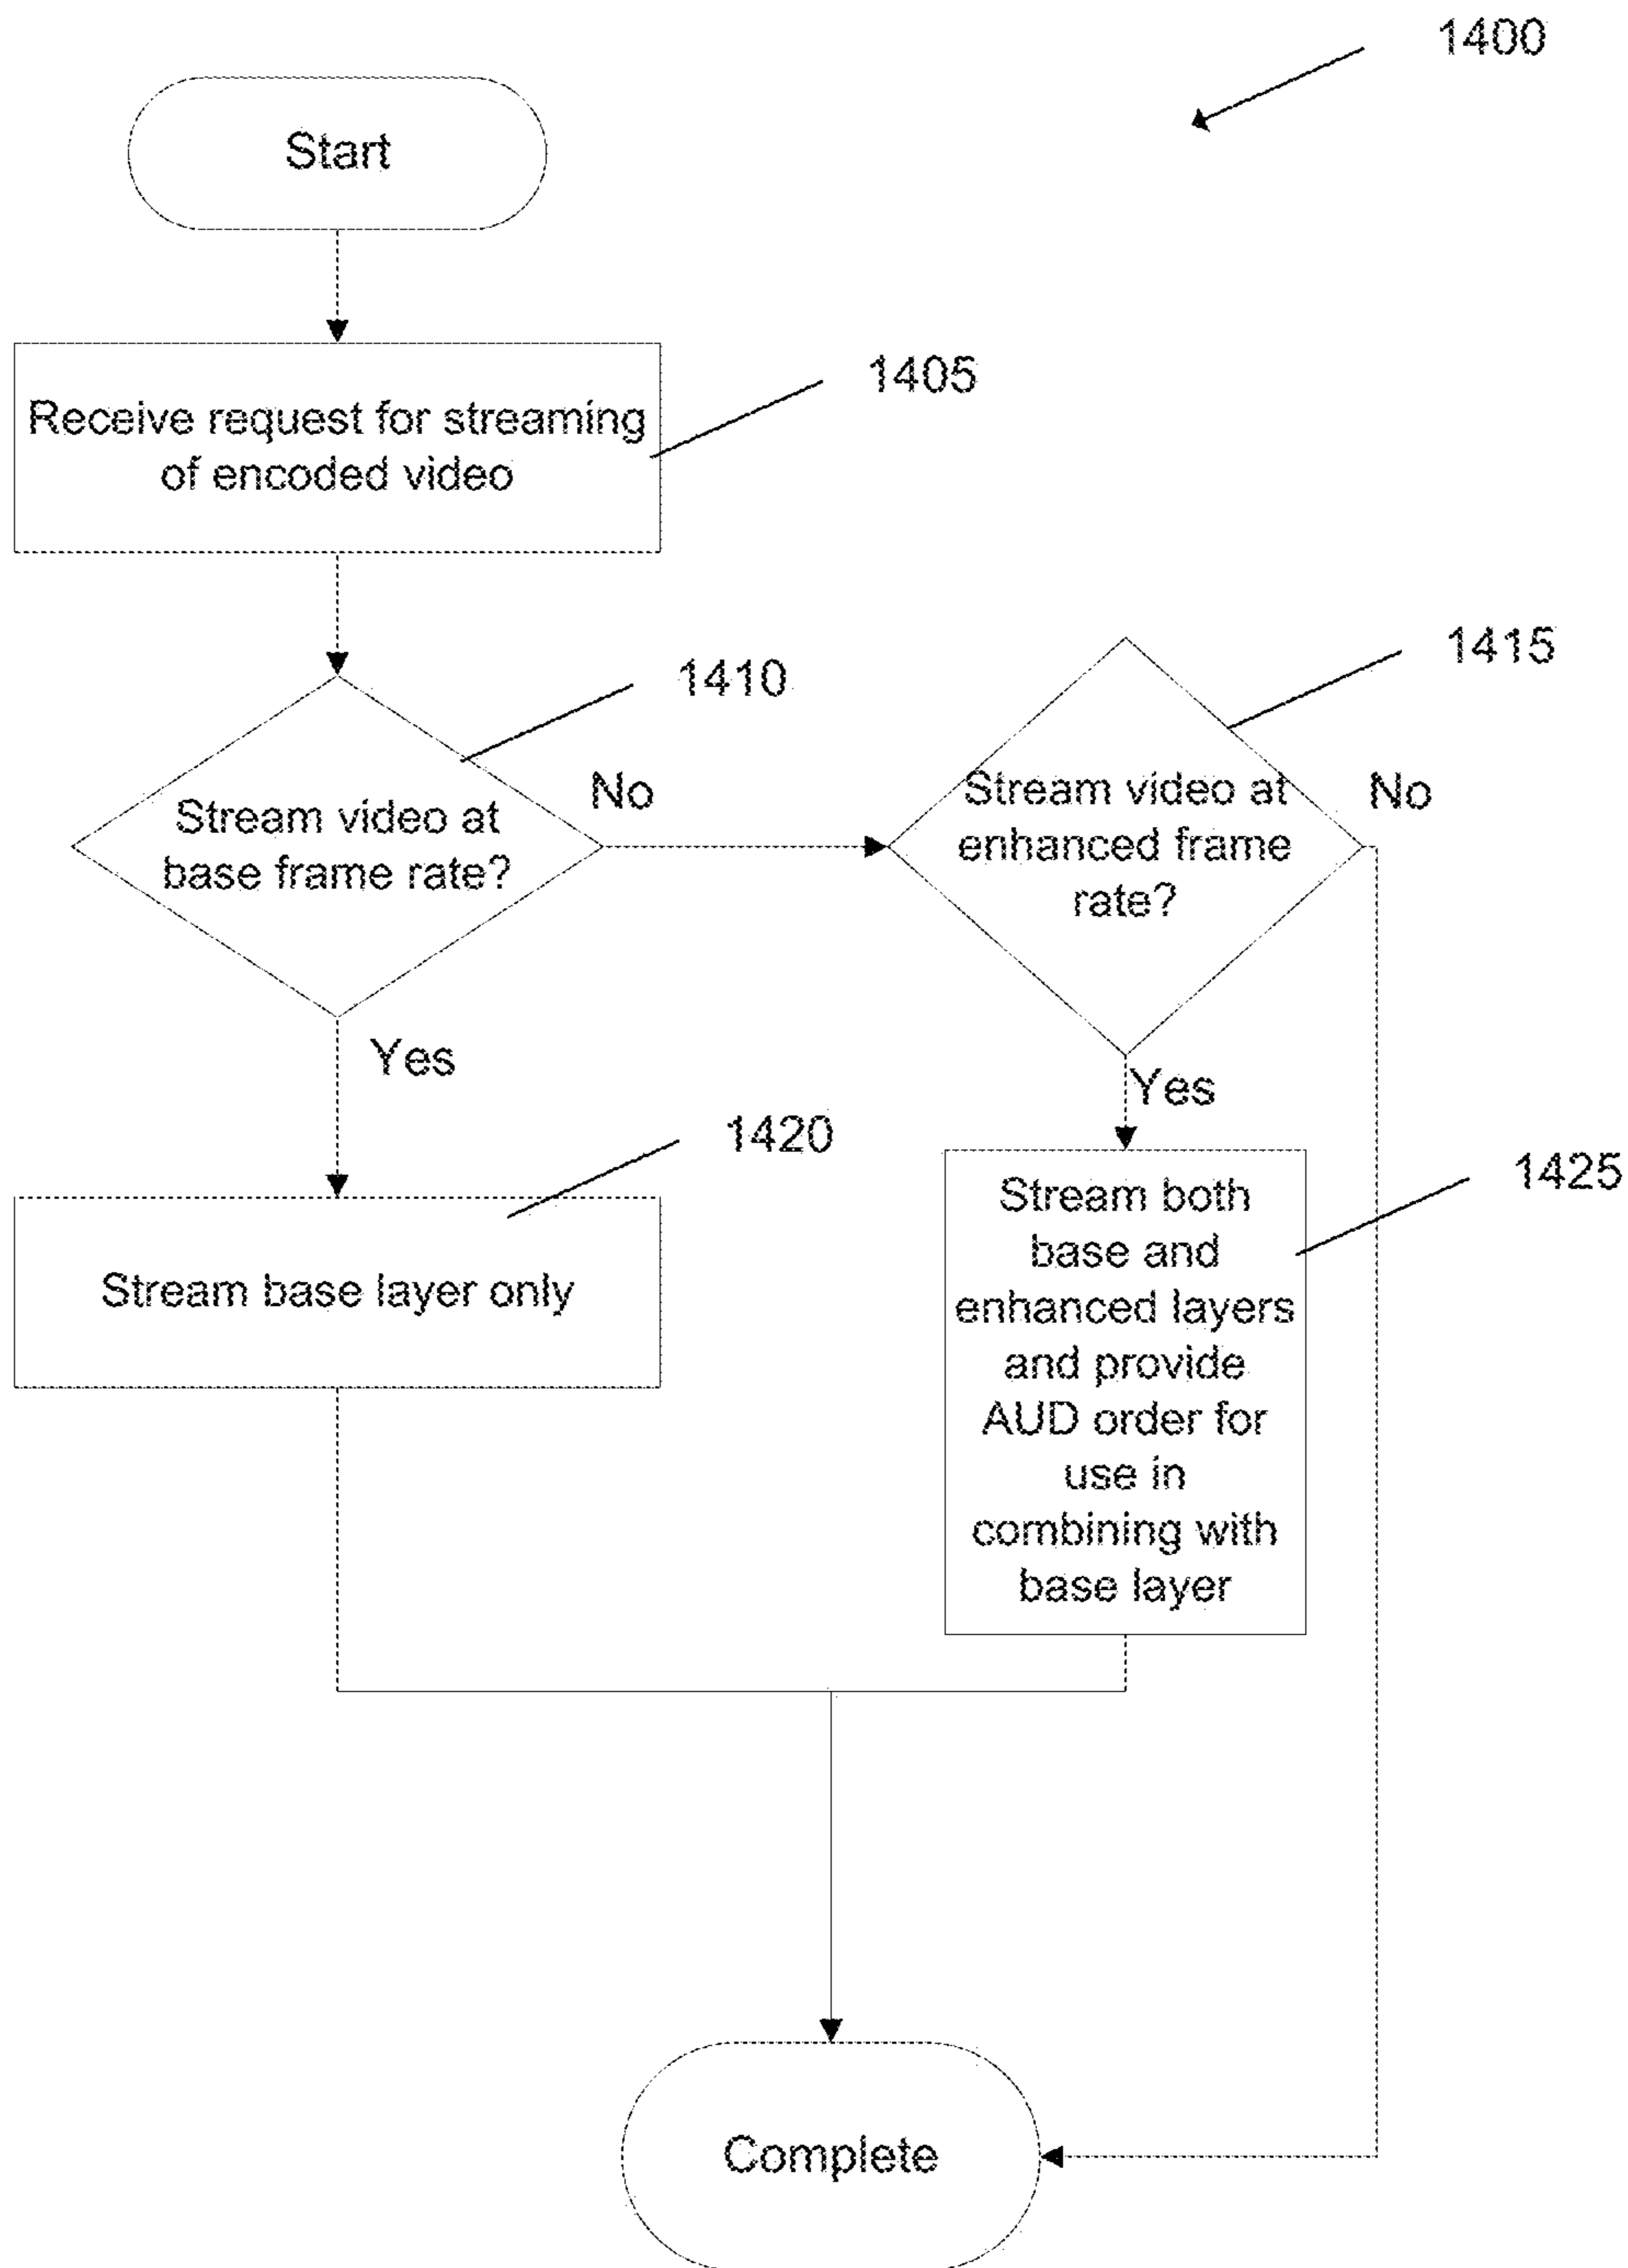 1400
Start
1405
Receive request for streaming
of encoded video
1410
1415
Stream video at
base frame rate?
No
Stream video at
enhanced frame
rate?
No
Yes
Yes
1420
Stream base layer only
1425
Stream both
base and
enhanced layers
and provide
AUD order for
use in
combining with
base layer
Complete